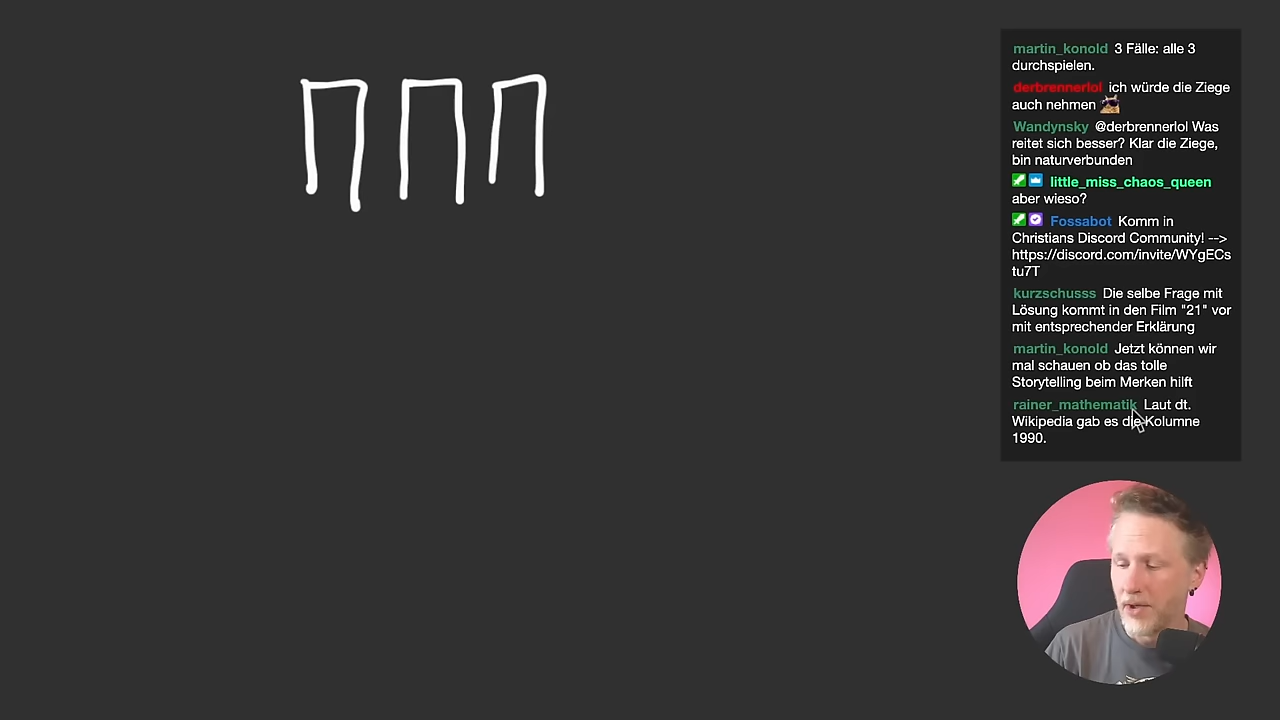 martin_konold 3 Fälle: alle 3
durchspielen.
derbrennerlol ich würde die Ziege
auch nehmen
Wandynsky @derbrennerlol Was
reitet sich besser? Klar die Ziege,
bin naturverbunden
little_miss_chaos_queen
aber wieso?
Fossabot Komm in
Christians Discord Community! -->
https://discord.com/invite/WYgECs
tu7T
kurzschusss Die selbe Frage mit
Lösung kommt in den Film "21" vor
mit entsprechender Erklärung
martin_konold Jetzt können wir
mal schauen ob das tolle
Storytelling beim Merken hilft
rainer_mathematik Laut dt.
Wikipedia gab es die Kolumne
1990.